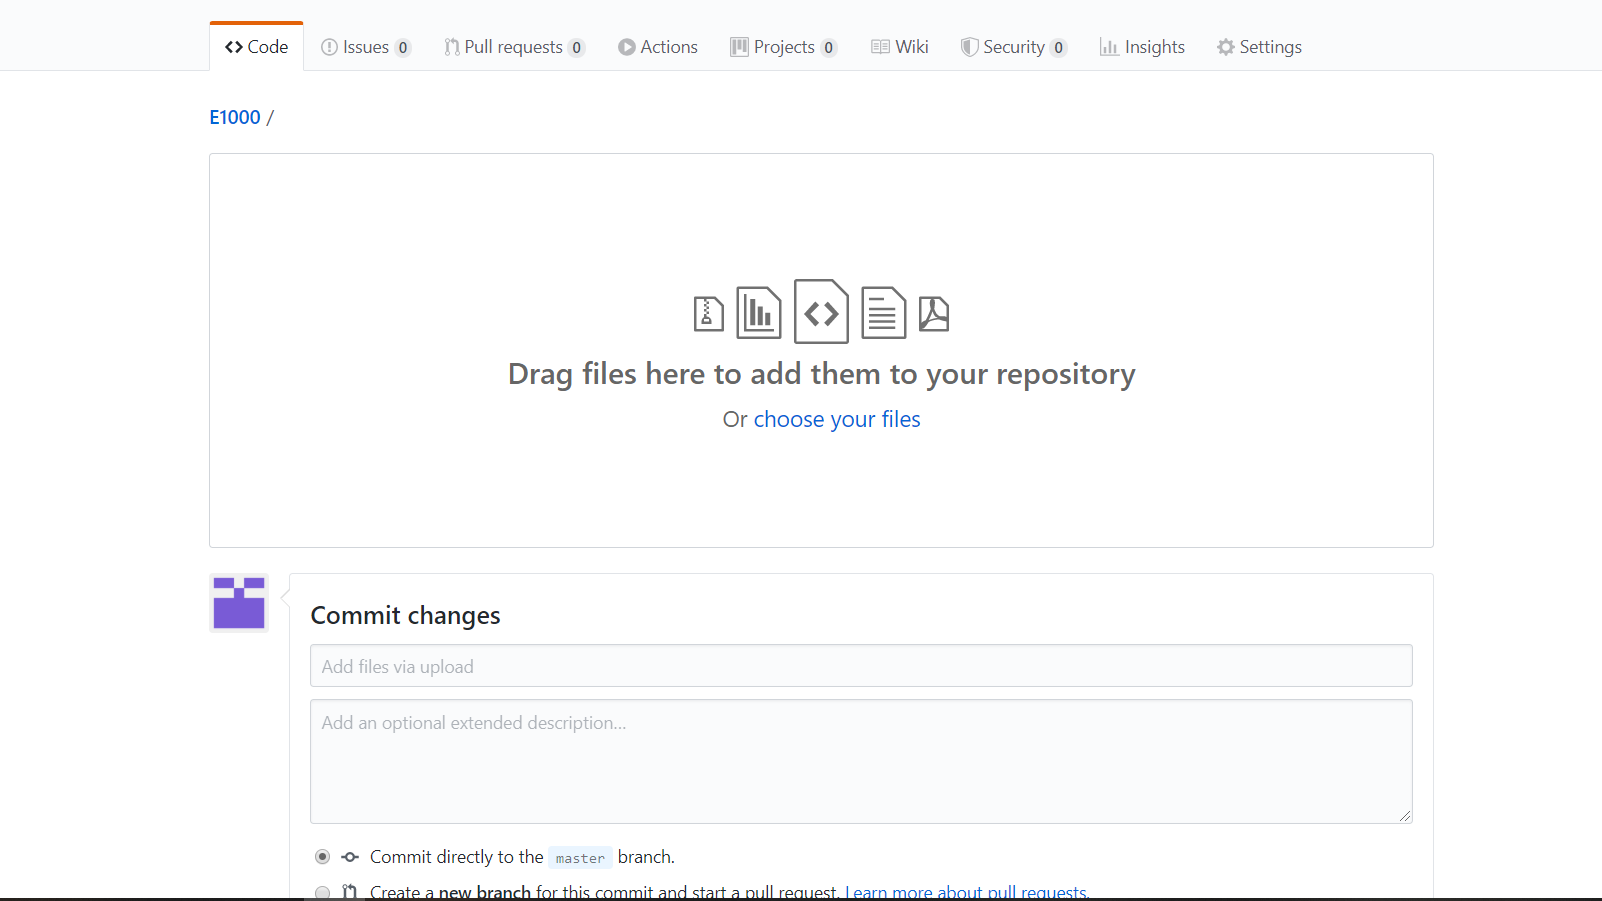 Code Issues 0 Pull requests 0 Actions Projects 0 Wiki Security 0 Insights Settings
E1000 /
Drag files here to add them to your repository
Or choose your files
Commit changes
Add files via upload
Add an optional extended description...
Commit directly to the master branch.
Create a new branch for this commit and start a pull request. Learn more about pull requests.